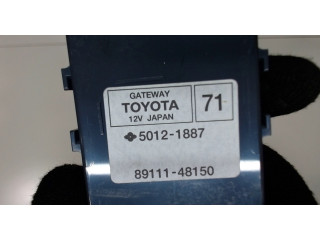 GATEWAY
TOYOTA 71
12V JAPAN
5012-1887
89111-48150